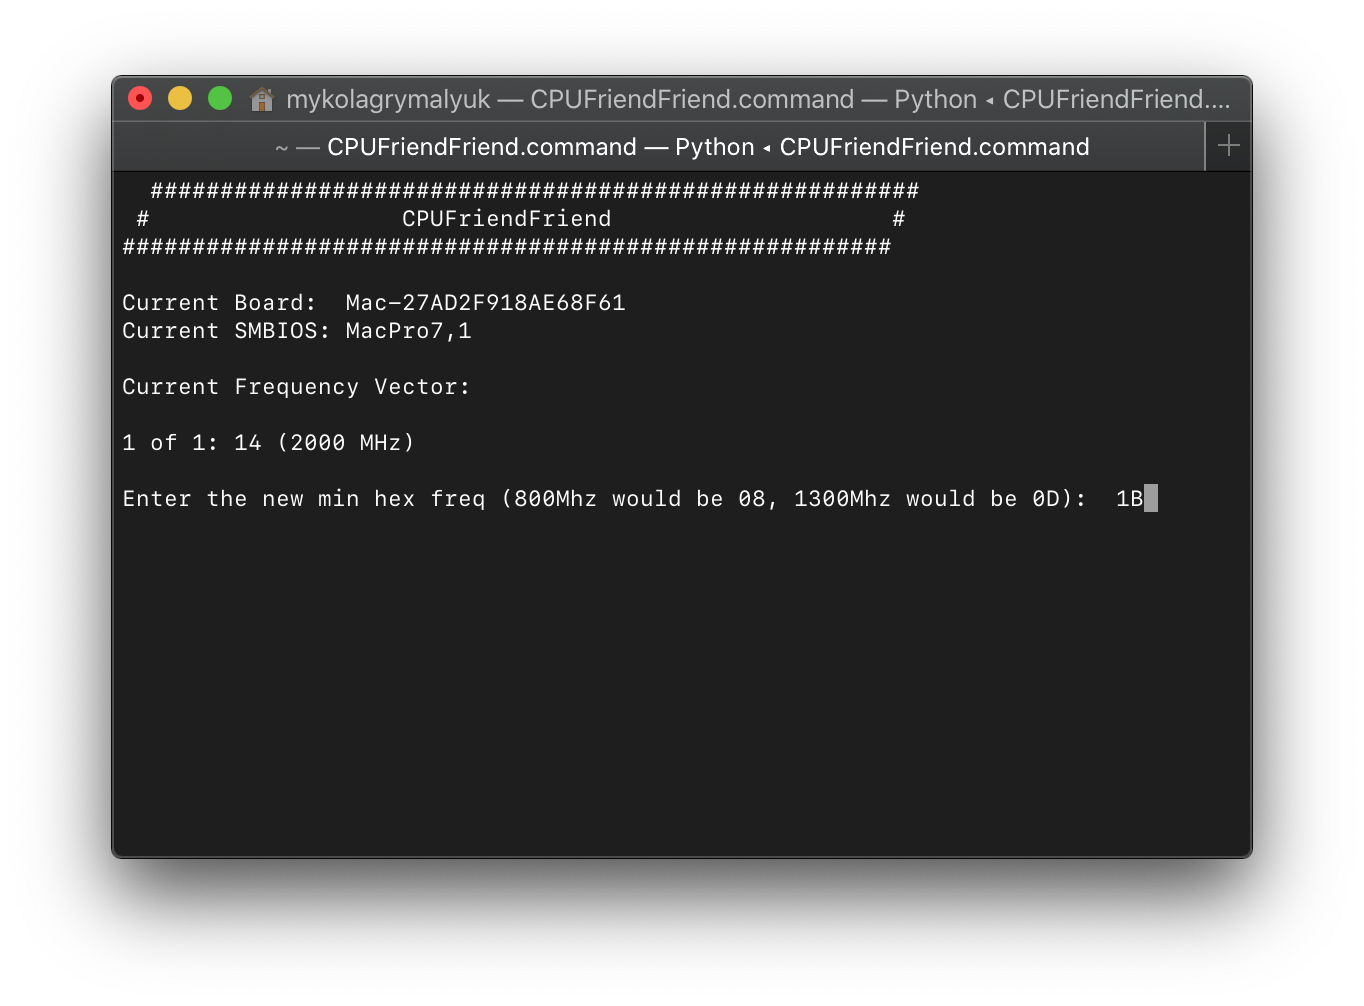 mykolagrymalyuk — CPUFriendFriend.command — Python ◂ CPUFriendFriend....
~ — CPUFriendFriend.command — Python ◂ CPUFriendFriend.command
#######################################################
# CPUFriendFriend #
#######################################################
Current Board: Mac-27AD2F918AE68F61
Current SMBIOS: MacPro7,1
Current Frequency Vector:
1 of 1: 14 (2000 MHz)
Enter the new min hex freq (800Mhz would be 08, 1300Mhz would be 0D): 1B